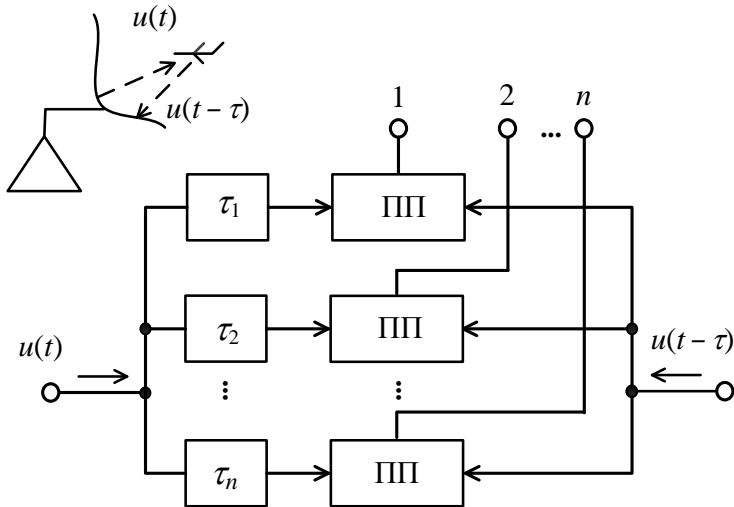 u(t)
u(t − τ)
1 2 ... n
τ₁ ПП
τ₂ ПП
u(t) u(t − τ)
... ...
τₙ ПП